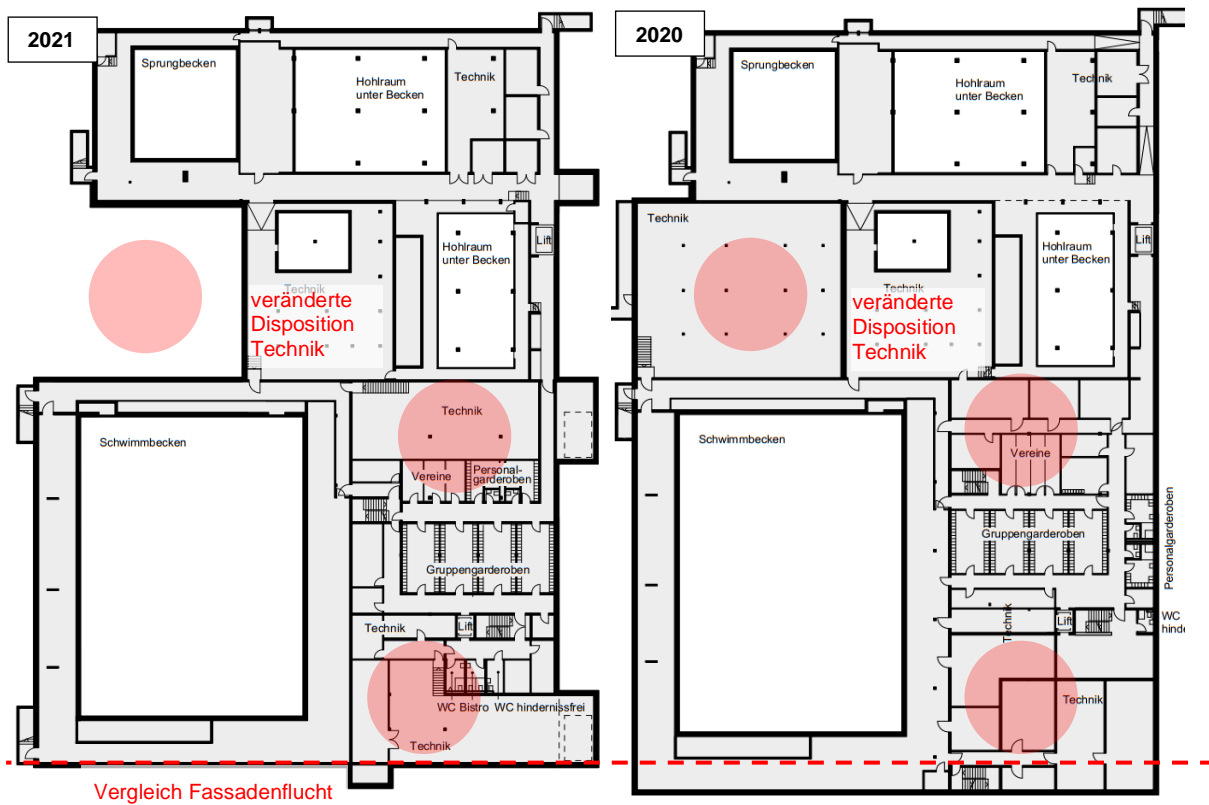 2021
Sprungbecken
Hohlraum
unter Becken
Technik
Hohlraum
unter Becken
Lift
Technik
veränderte
Disposition
Technik
Technik
Schwimmbecken
Vereine
Personal-
garderoben
Gruppengarderoben
Technik
Lift
WC Bistro
WC hindernissfrei
Technik
2020
Sprungbecken
Hohlraum
unter Becken
Technik
Technik
Hohlraum
unter Becken
Lift
Technik
veränderte
Disposition
Technik
Schwimmbecken
Vereine
Gruppengarderoben
Personalgarderoben
Technik
Lift
WC
hinde
Technik
Vergleich Fassadenflucht